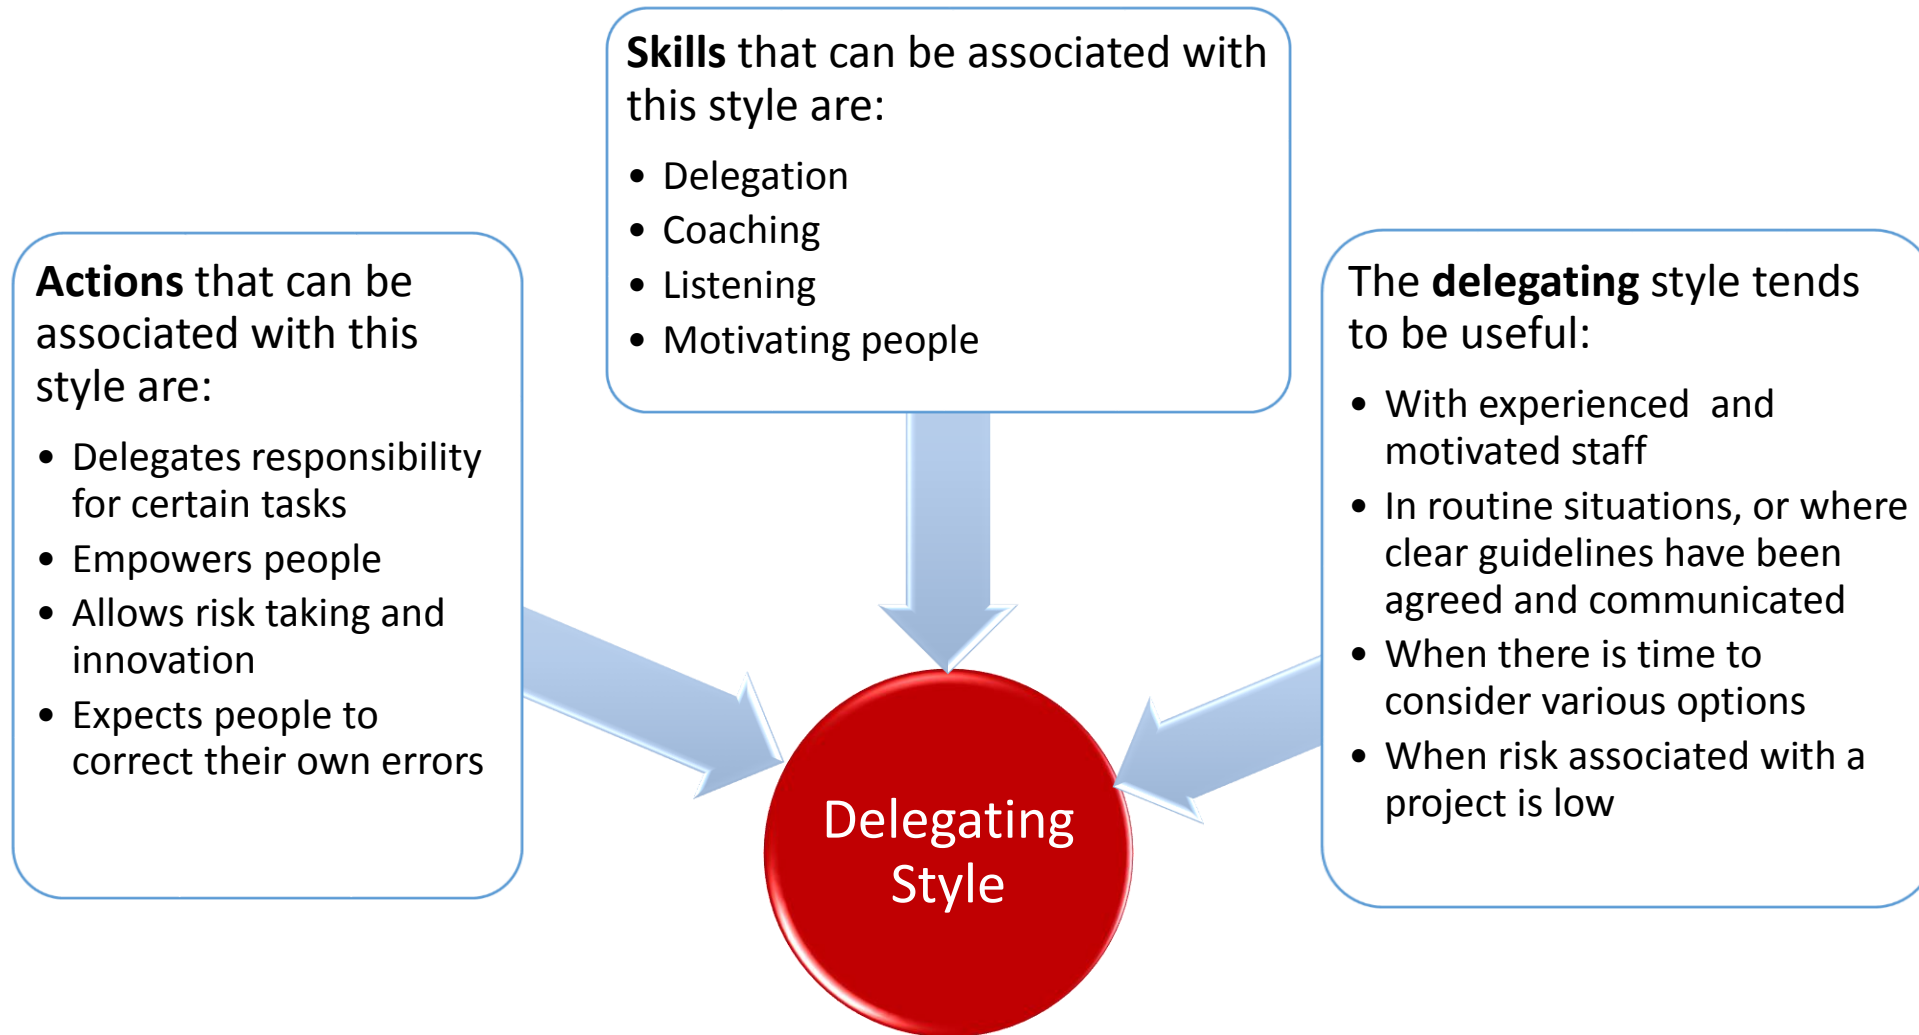 Skills that can be associated with
this style are:
• Delegation
• Coaching
• Listening
• Motivating people
Actions that can be
associated with this
style are:
• Delegates responsibility
for certain tasks
• Empowers people
• Allows risk taking and
innovation
• Expects people to
correct their own errors
The delegating style tends
to be useful:
• With experienced  and
motivated staff
• In routine situations, or where
clear guidelines have been
agreed and communicated
• When there is time to
consider various options
• When risk associated with a
project is low
Delegating
Style